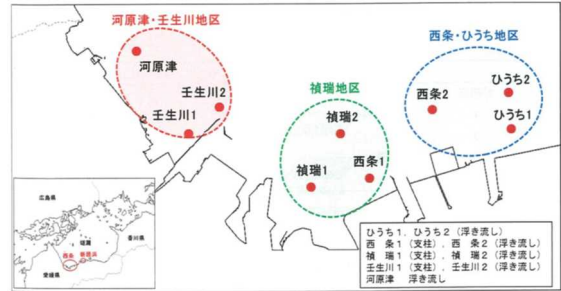 河原津・壬生川地区
西条・ひうち地区
河原津
ひうち2
禎瑞地区
壬生川2
西条2
壬生川1
禎瑞2
ひうち1
西条1
禎瑞1
広島県
燧灘
香川県
西条
愛媛県
ひうち1, ひうち2(浮き流し)
西 条1(支柱), 西 条2(浮き流し)
禎 瑞1(支柱), 禎 瑞2(浮き流し)
壬生川1(支柱), 壬生川2(浮き流し)
河原津 浮き流し